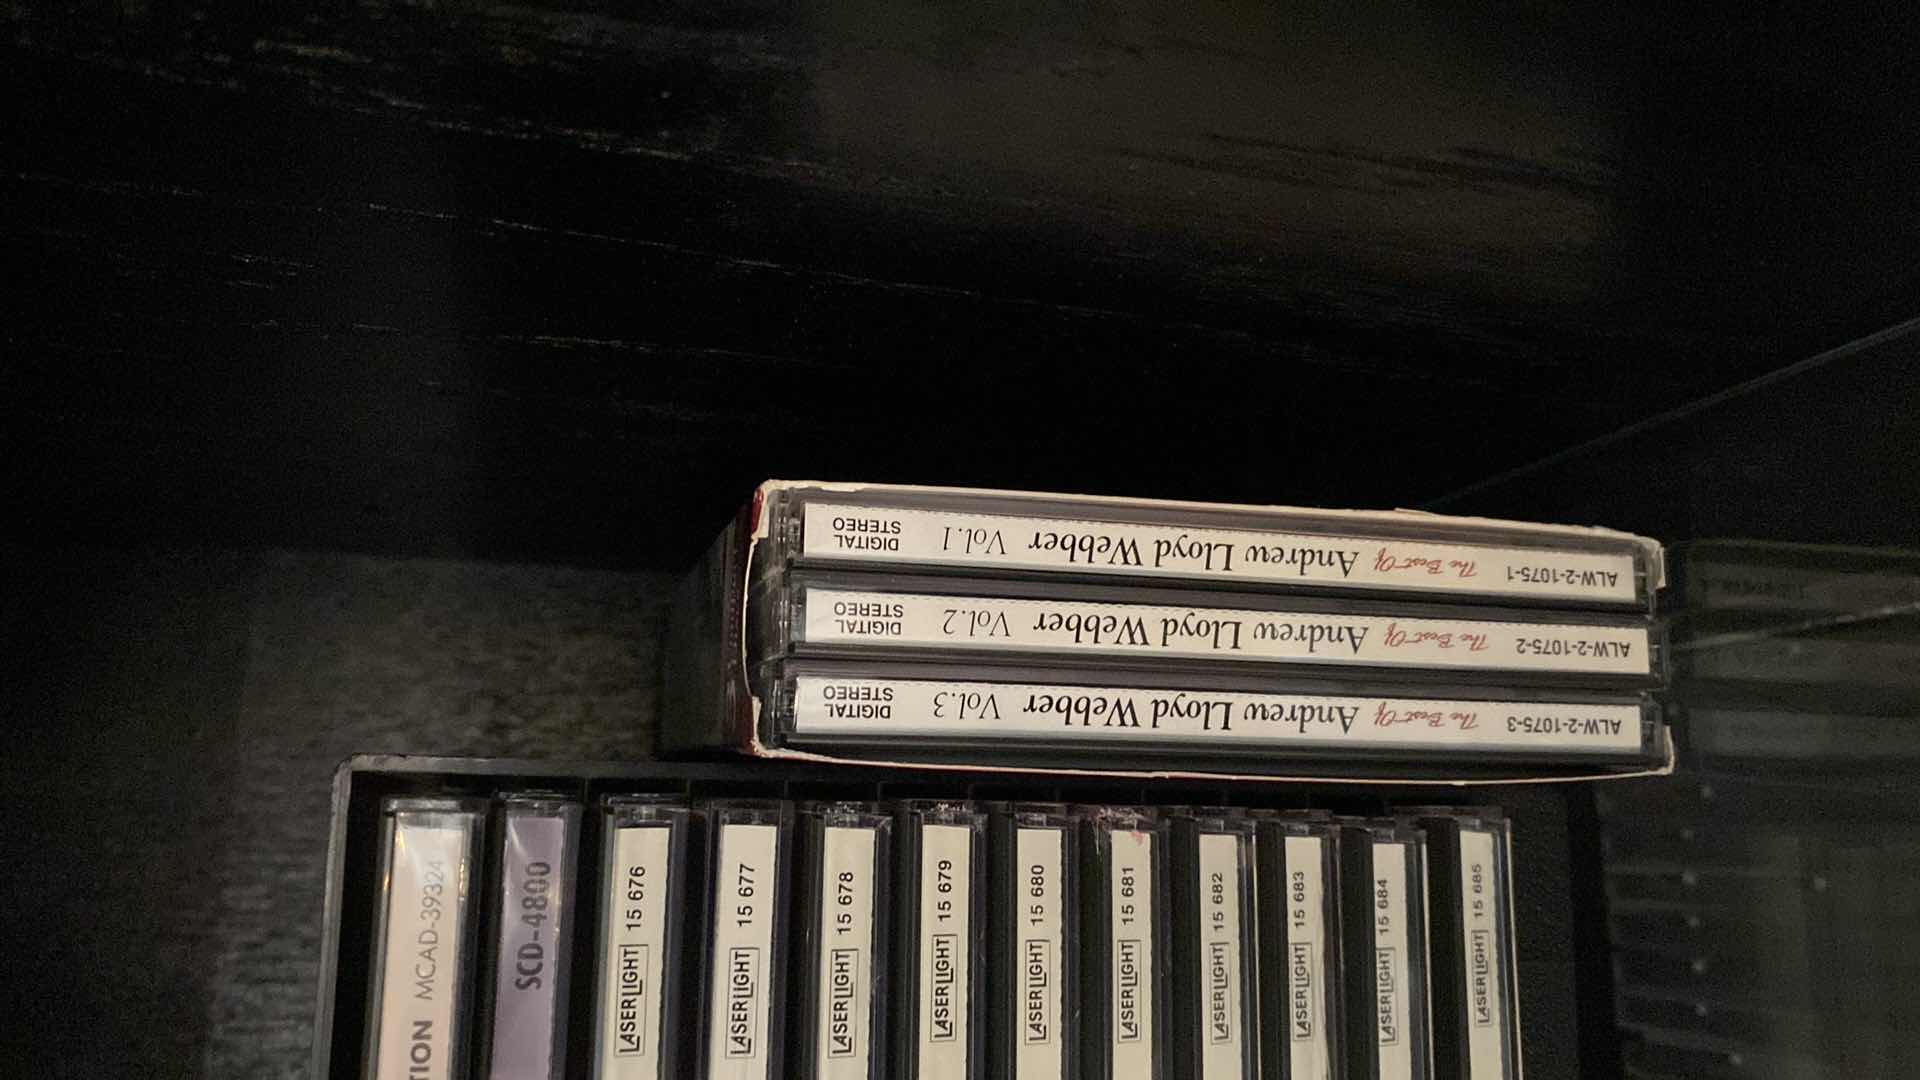 ALW-2-1075-1 The Best Of Andrew Lloyd Webber Vol.1 DIGITAL STEREO
ALW-2-1075-2 The Best Of Andrew Lloyd Webber Vol.2 DIGITAL STEREO
ALW-2-1075-3 The Best Of Andrew Lloyd Webber Vol.3 DIGITAL STEREO
TION MCAD-39324
SCD-4800
LASERLIGHT 15 676
LASERLIGHT 15 677
LASERLIGHT 15 678
LASERLIGHT 15 679
LASERLIGHT 15 680
LASERLIGHT 15 681
LASERLIGHT 15 682
LASERLIGHT 15 683
LASERLIGHT 15 684
LASERLIGHT 15 685